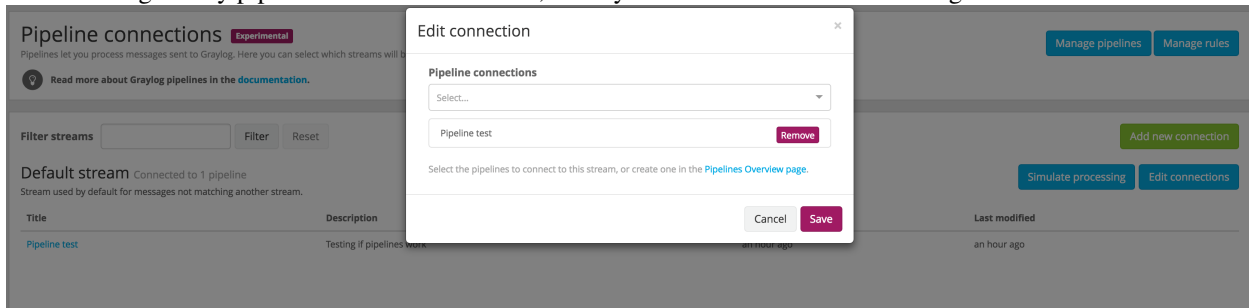 Pipeline connections Experimental
Pipelines let you process messages sent to Graylog. Here you can select which streams will b
Read more about Graylog pipelines in the documentation.
Manage pipelines Manage rules
Edit connection ×
Pipeline connections
Select...
Pipeline test Remove
Select the pipelines to connect to this stream, or create one in the Pipelines Overview page.
Cancel Save
Filter streams Filter Reset
Add new connection
Default stream Connected to 1 pipeline
Stream used by default for messages not matching another stream.
Simulate processing Edit connections
Title Description Last modified
Pipeline test Testing if pipelines work an hour ago an hour ago